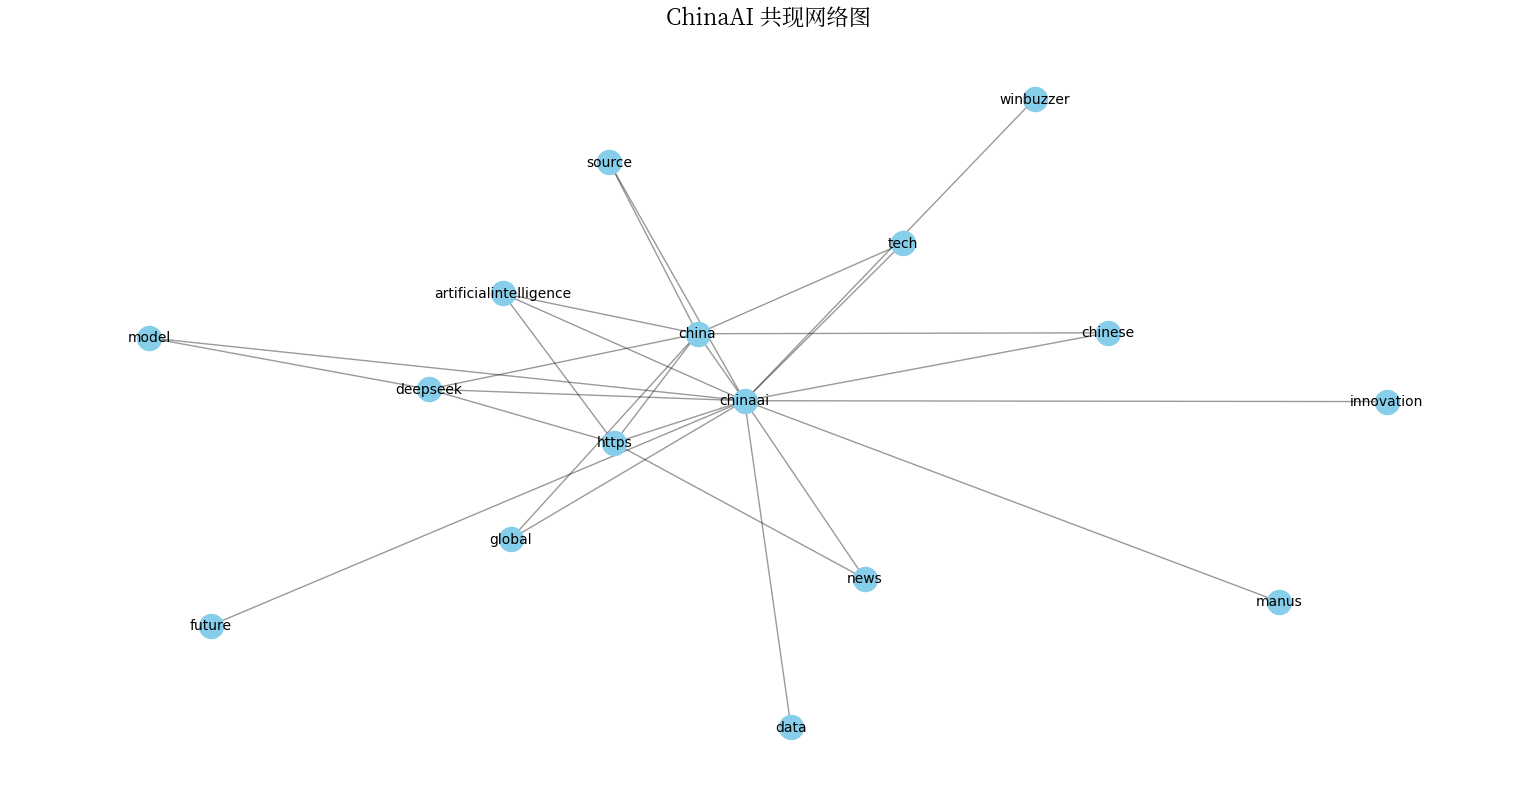 ChinaAI 共现网络图
winbuzzer
source
tech
artificialintelligence
china
chinese
model
deepseek
chinaai
innovation
https
global
news
manus
future
data